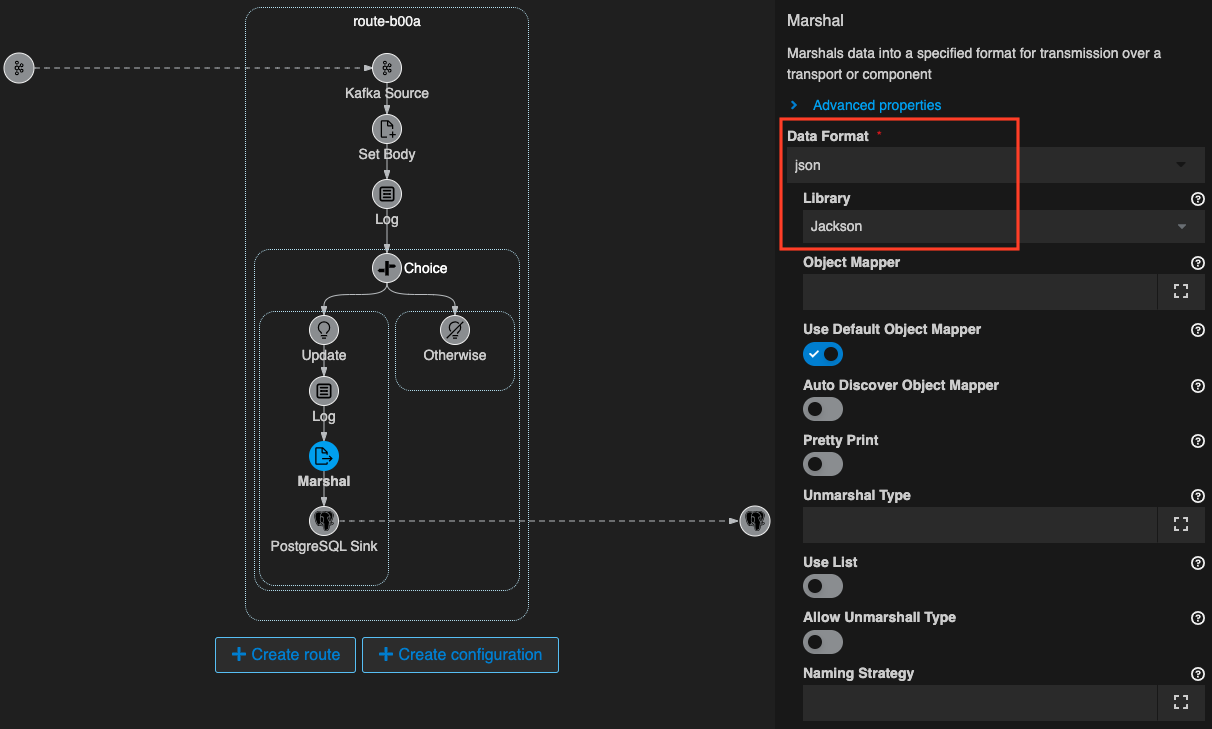 route-b00a
Kafka Source
Set Body
Log
Choice
Update
Otherwise
Log
Marshal
PostgreSQL Sink
Create route
Create configuration
Marshal
Marshals data into a specified format for transmission over a
transport or component
Advanced properties
Data Format *
json
Library
Jackson
Object Mapper
Use Default Object Mapper
Auto Discover Object Mapper
Pretty Print
Unmarshal Type
Use List
Allow Unmarshall Type
Naming Strategy